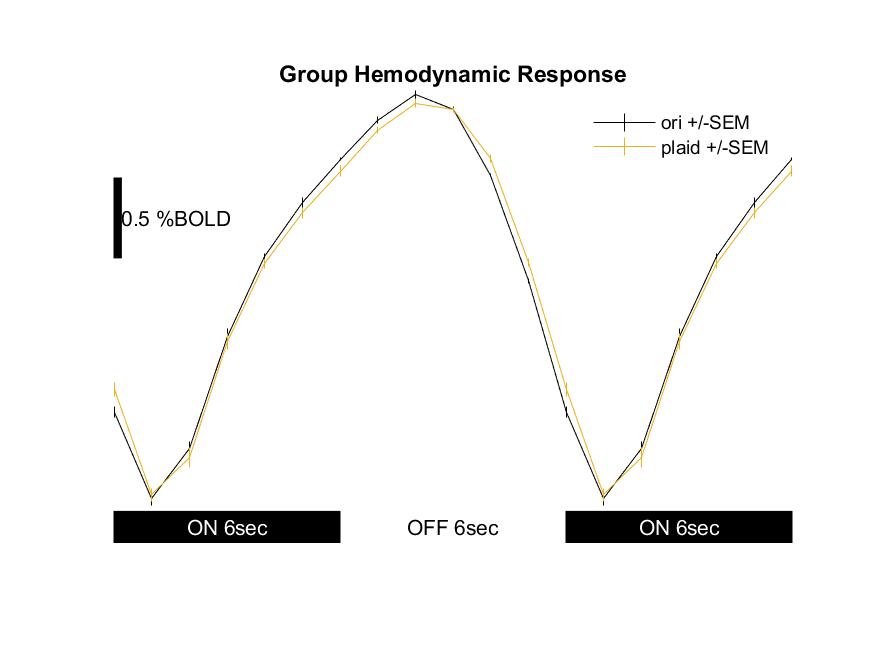 Group Hemodynamic Response
ori +/-SEM
plaid +/-SEM
0.5 %BOLD
ON 6sec
OFF 6sec
ON 6sec